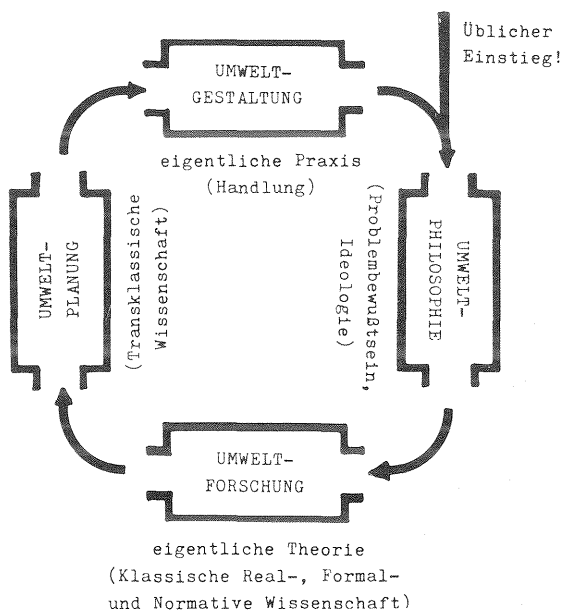 Üblicher
Einstieg!
UMWELT-
GESTALTUNG
eigentliche Praxis
(Handlung)
UMWELT-
PHILOSOPHIE
(Problembewußtsein,
Ideologie)
UMWELT-
FORSCHUNG
eigentliche Theorie
(Klassische Real-, Formal-
und Normative Wissenschaft)
UMWELT-
PLANUNG
(Transklassische
Wissenschaft)